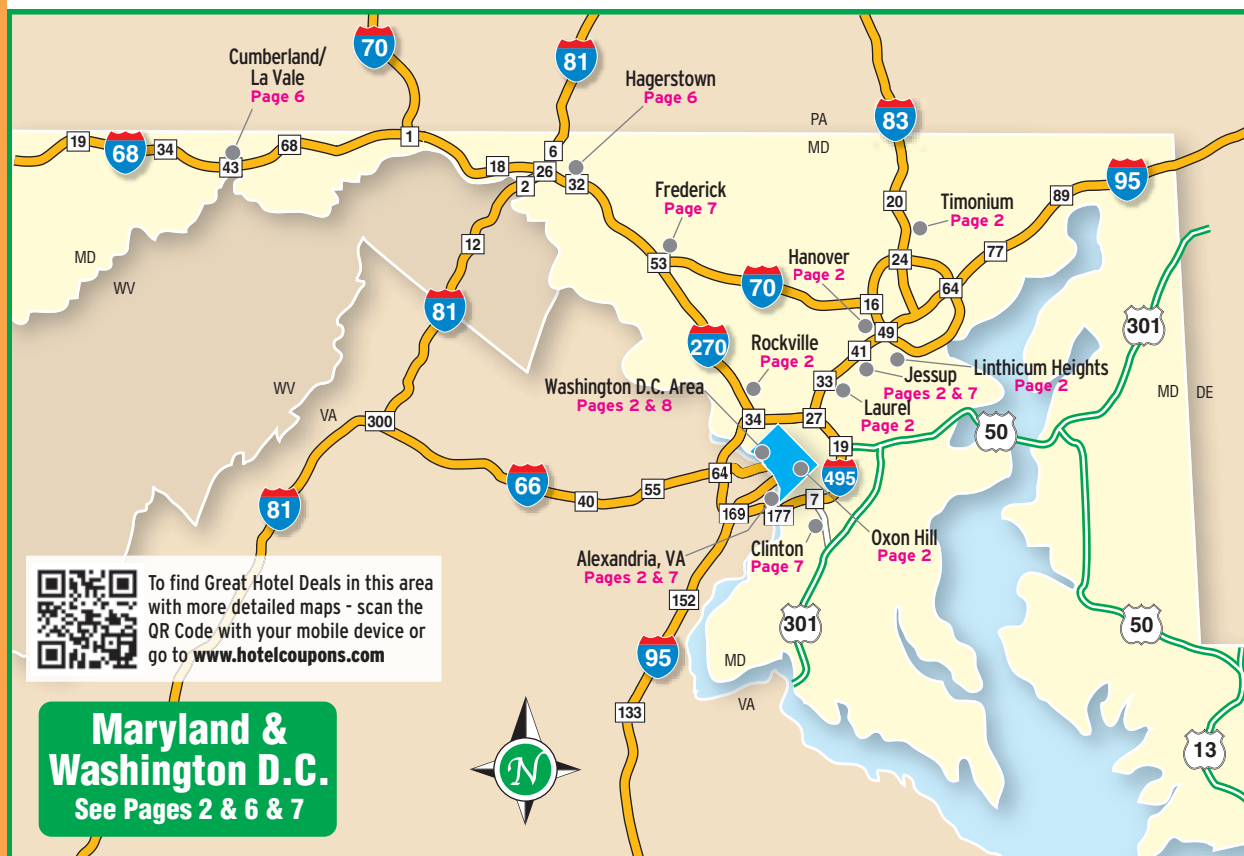 70
81
Cumberland/
La Vale
Page 6
Hagerstown
Page 6
83
PA
MD
19
68
34
43
68
1
18
6
26
2
32
95
89
20
Frederick
Page 7
Timonium
Page 2
12
MD
WV
53
Hanover
Page 2
24
77
64
70
16
81
49
301
270
Rockville
Page 2
41
Linthicum Heights
Page 2
Jessup
Pages 2 & 7
33
Laurel
Page 2
Washington D.C. Area
Pages 2 & 8
MD
DE
WV
VA
300
34
27
50
19
64
495
66
40
55
81
169
177
7
Alexandria, VA
Pages 2 & 7
Clinton
Page 7
Oxon Hill
Page 2
To find Great Hotel Deals in this area
with more detailed maps - scan the
QR Code with your mobile device or
go to www.hotelcoupons.com
152
301
50
95
MD
VA
133
Maryland &
Washington D.C.
See Pages 2 & 6 & 7
N
13